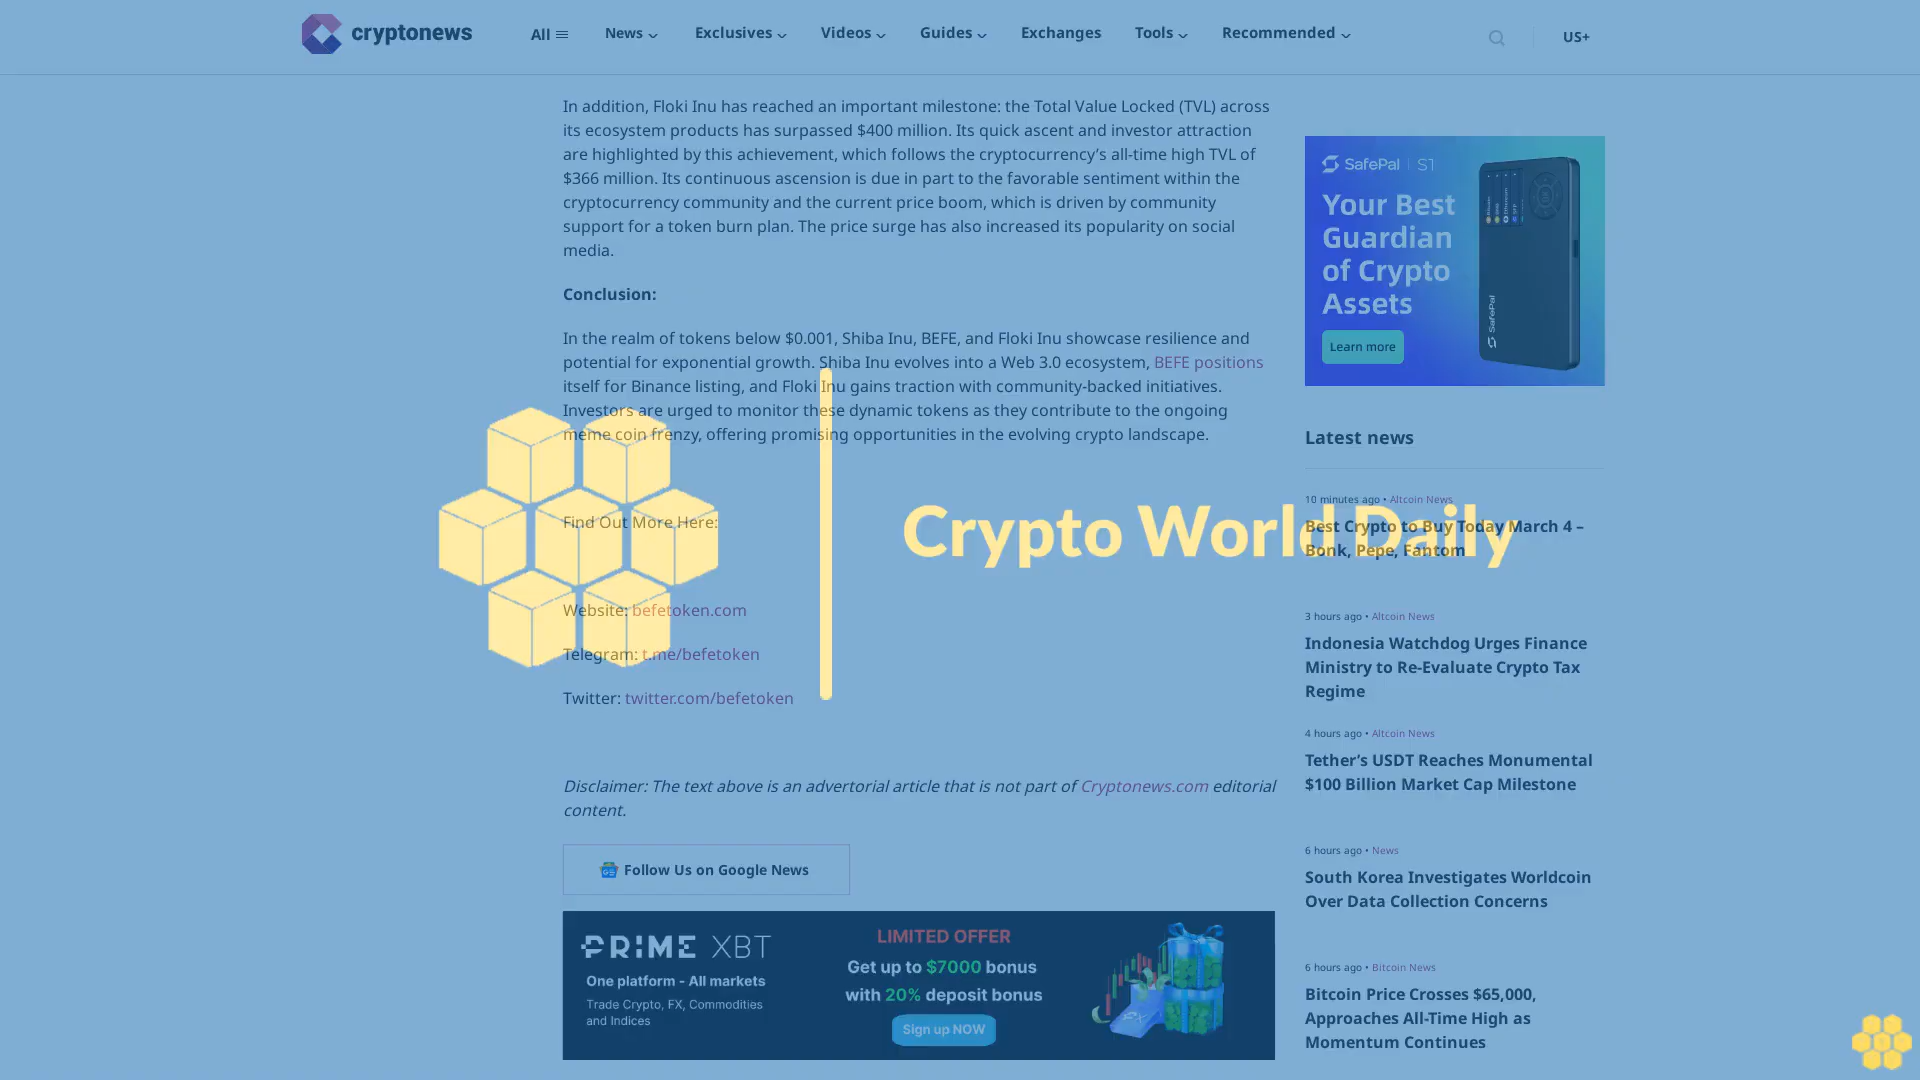 cryptonews
All
News
Exclusives
Videos
Guides
Exchanges
Tools
Recommended
US+
In addition, Floki Inu has reached an important milestone: the Total Value Locked (TVL) across
its ecosystem products has surpassed $400 million. Its quick ascent and investor attraction
are highlighted by this achievement, which follows the cryptocurrency’s all-time high TVL of
$366 million. Its continuous ascension is due in part to the favorable sentiment within the
cryptocurrency community and the current price boom, which is driven by community
support for a token burn plan. The price surge has also increased its popularity on social
media.
Conclusion:
In the realm of tokens below $0.001, Shiba Inu, BEFE, and Floki Inu showcase resilience and
potential for exponential growth. Shiba Inu evolves into a Web 3.0 ecosystem, BEFE positions
itself for Binance listing, and Floki Inu gains traction with community-backed initiatives.
Investors are urged to monitor these dynamic tokens as they contribute to the ongoing
meme coin frenzy, offering promising opportunities in the evolving crypto landscape.
Find Out More Here:
Website: befetoken.com
Telegram: t.me/befetoken
Twitter: twitter.com/befetoken
Disclaimer: The text above is an advertorial article that is not part of Cryptonews.com editorial
content.
Follow Us on Google News
PRIME XBT
One platform - All markets
Trade Crypto, FX, Commodities
and Indices
LIMITED OFFER
Get up to $7000 bonus
with 20% deposit bonus
Sign up NOW
Crypto World Daily
SafePal | S1
Your Best
Guardian
of Crypto
Assets
Learn more
SafePal
Latest news
10 minutes ago • Altcoin News
Best Crypto to Buy Today March 4 –
Bonk, Pepe, Fantom
3 hours ago • Altcoin News
Indonesia Watchdog Urges Finance
Ministry to Re-Evaluate Crypto Tax
Regime
4 hours ago • Altcoin News
Tether’s USDT Reaches Monumental
$100 Billion Market Cap Milestone
6 hours ago • News
South Korea Investigates Worldcoin
Over Data Collection Concerns
6 hours ago • Bitcoin News
Bitcoin Price Crosses $65,000,
Approaches All-Time High as
Momentum Continues